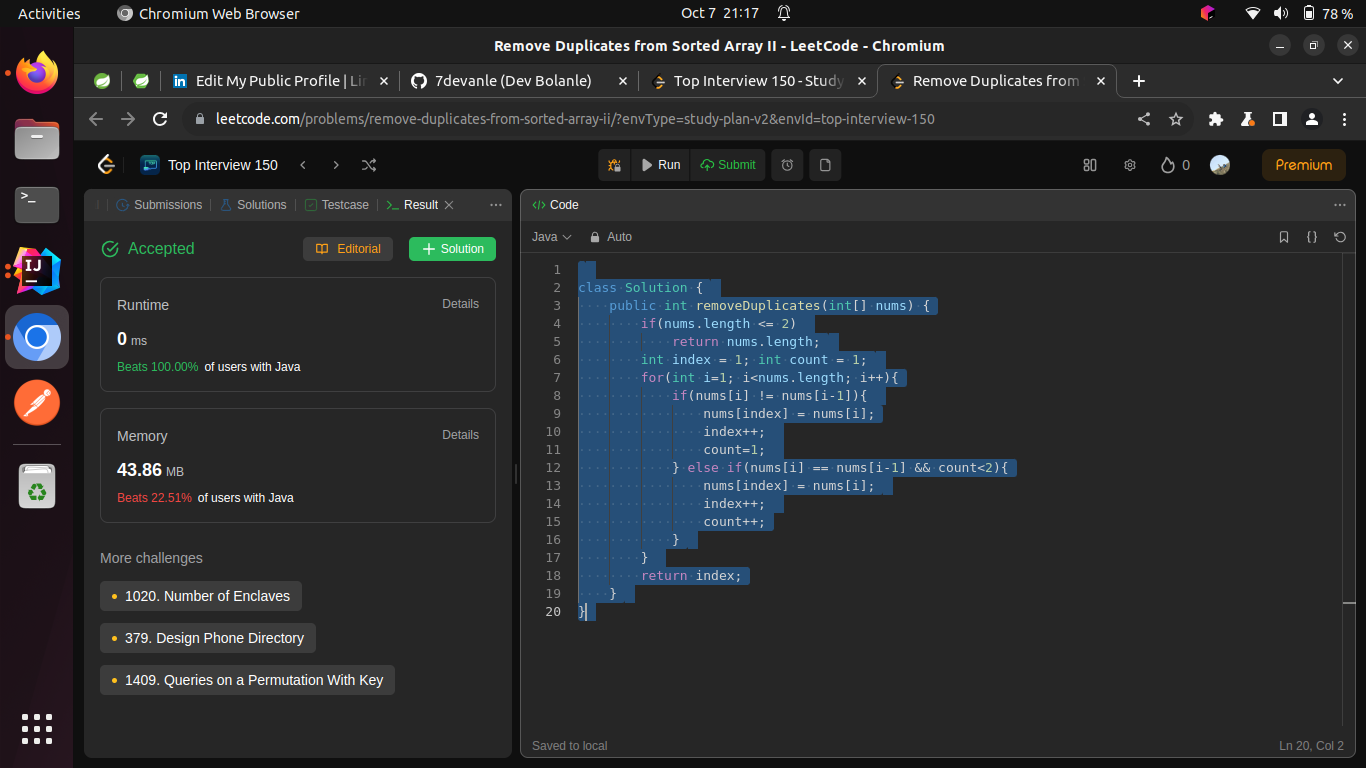 Activities
Chromium Web Browser
Oct 7 21:17
78 %
Remove Duplicates from Sorted Array II - LeetCode - Chromium
Edit My Public Profile | Lin
7devanle (Dev Bolanle)
Top Interview 150 - Study
Remove Duplicates from
leetcode.com/problems/remove-duplicates-from-sorted-array-ii/?envType=study-plan-v2&envId=top-interview-150
Top Interview 150
Run
Submit
0
Premium
Submissions
Solutions
Testcase
Result
Accepted
Editorial
Solution
Runtime
Details
0 ms
Beats 100.00% of users with Java
Memory
Details
43.86 MB
Beats 22.51% of users with Java
More challenges
1020. Number of Enclaves
379. Design Phone Directory
1409. Queries on a Permutation With Key
</> Code
Java
Auto
1
2 class Solution {
3     public int removeDuplicates(int[] nums) {
4         if(nums.length <= 2)
5             return nums.length;
6         int index = 1; int count = 1;
7         for(int i=1; i<nums.length; i++){
8             if(nums[i] != nums[i-1]){
9                 nums[index] = nums[i];
10                 index++;
11                 count=1;
12             } else if(nums[i] == nums[i-1] && count<2){
13                 nums[index] = nums[i];
14                 index++;
15                 count++;
16             }
17         }
18         return index;
19     }
20 }
Saved to local
Ln 20, Col 2
IJ